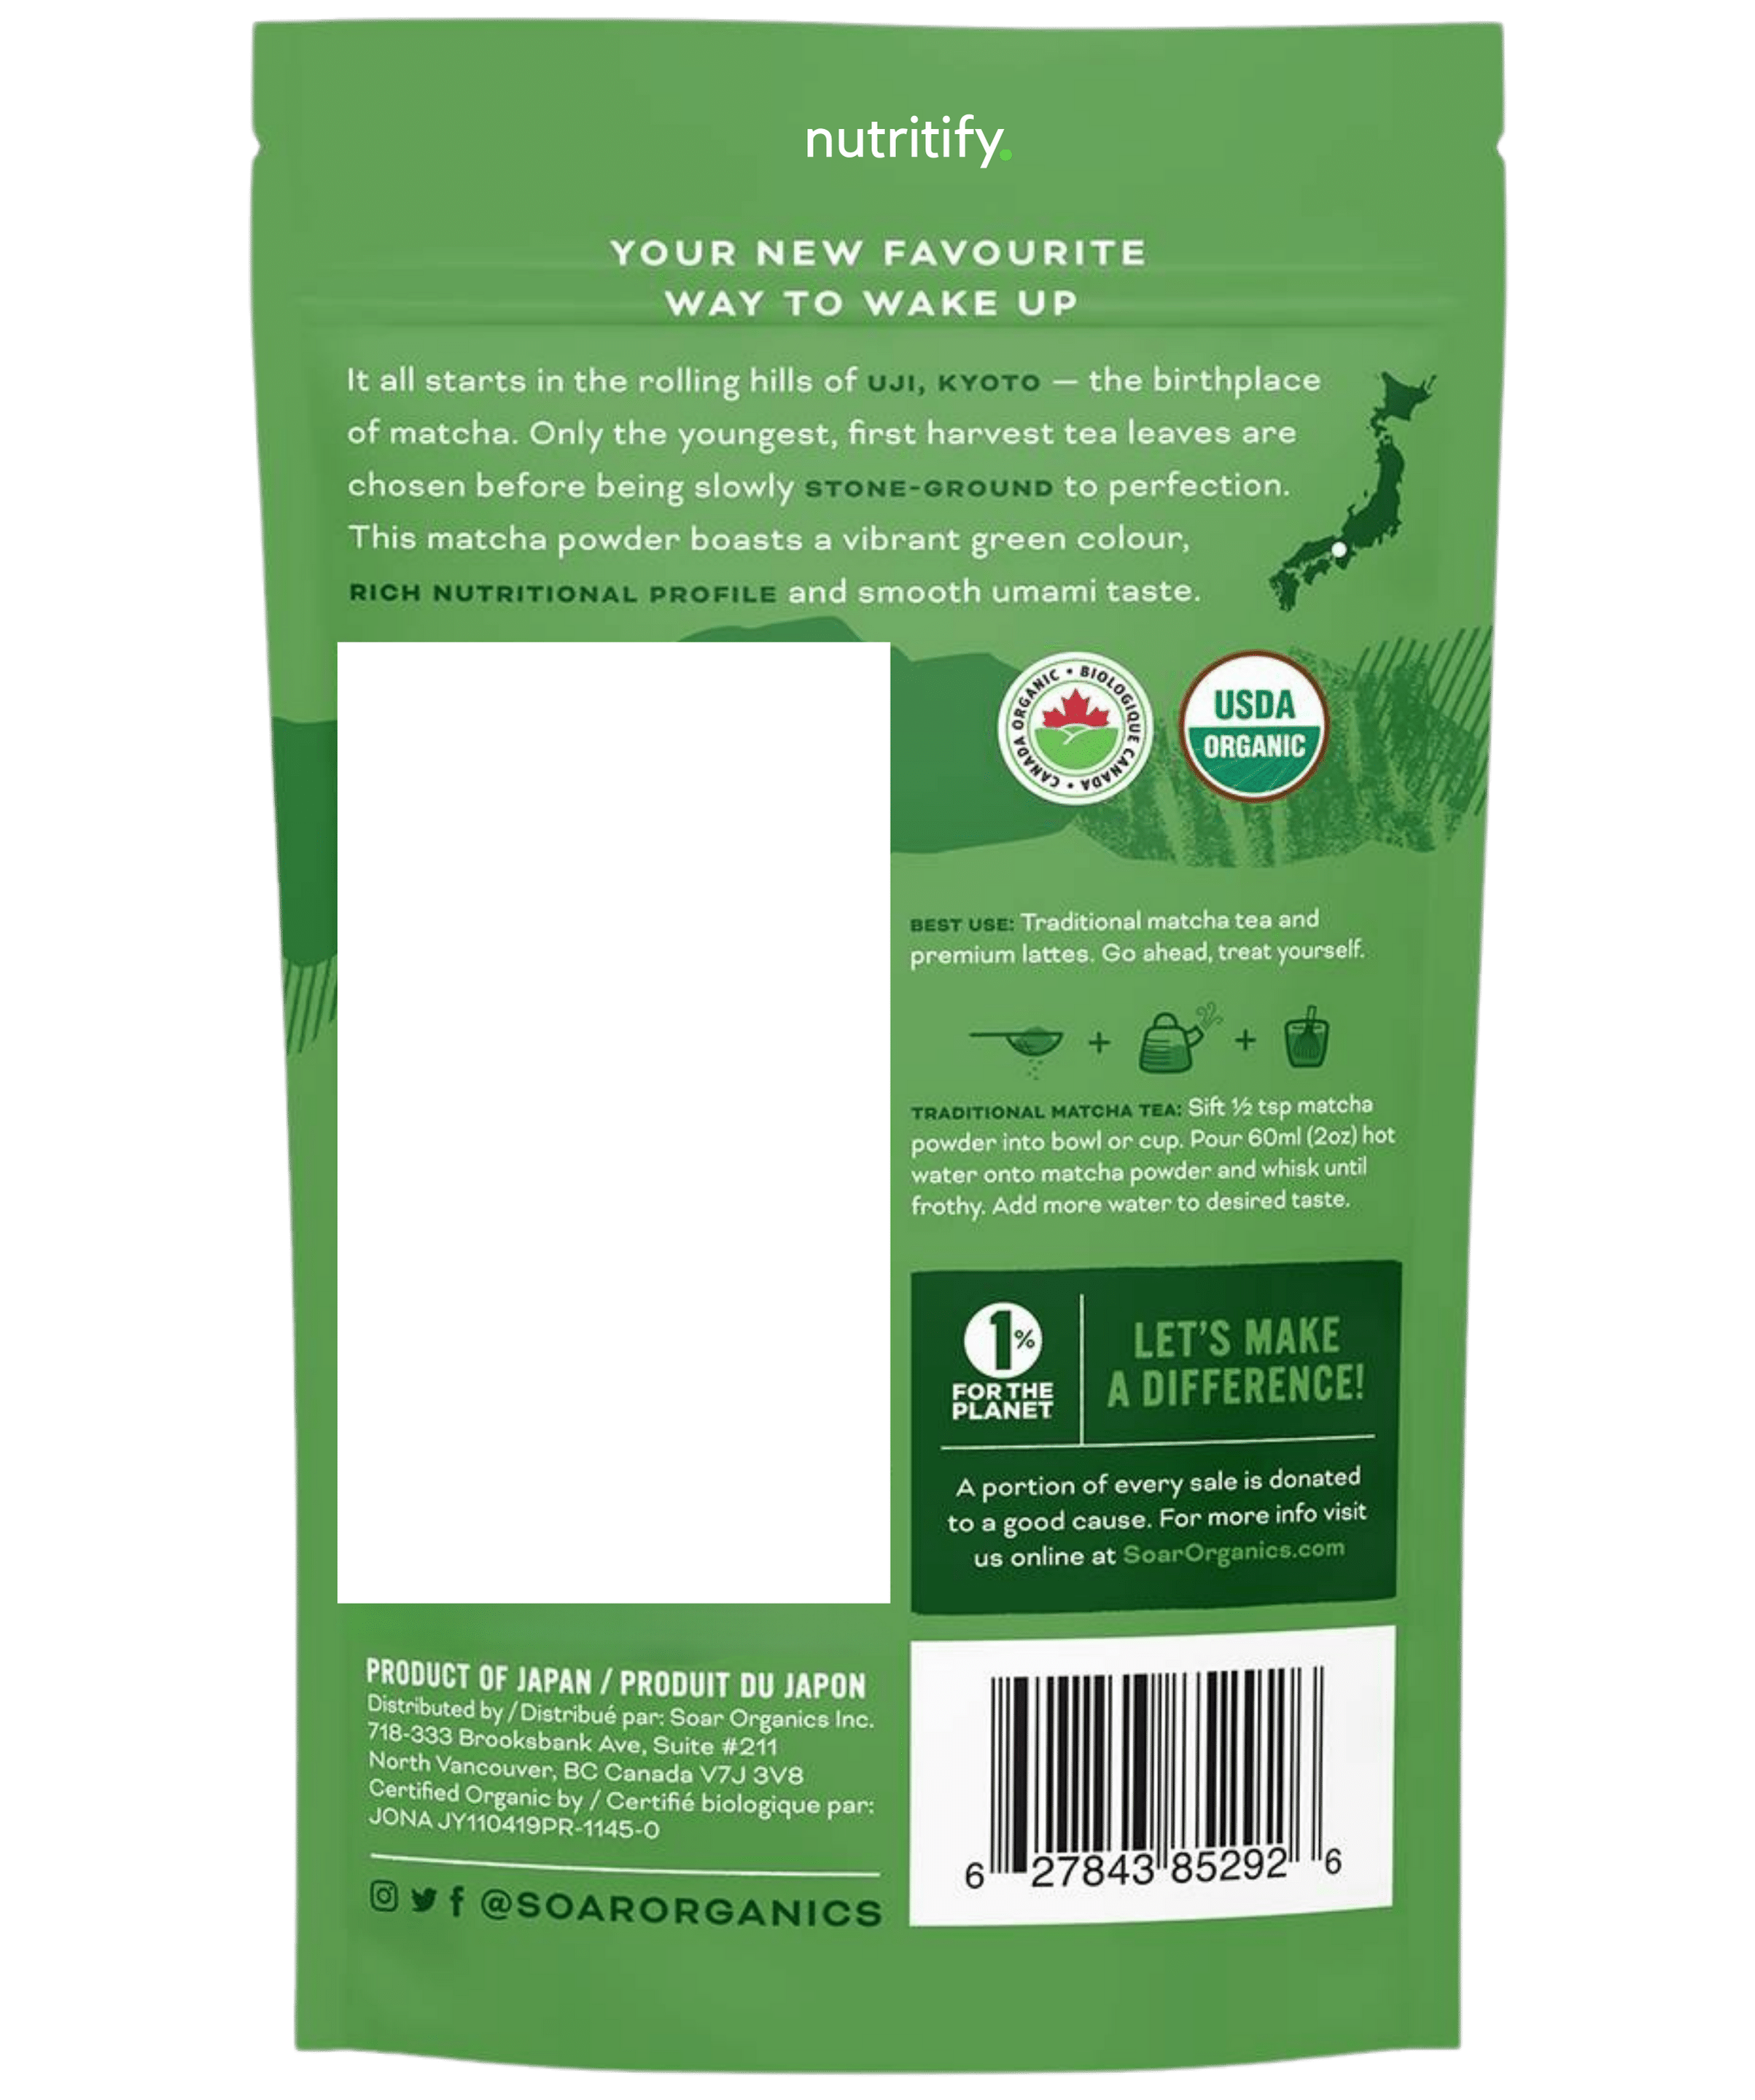 nutritify.
YOUR NEW FAVOURITE
WAY TO WAKE UP
It all starts in the rolling hills of UJI, KYOTO — the birthplace
of matcha. Only the youngest, first harvest tea leaves are
chosen before being slowly STONE-GROUND to perfection.
This matcha powder boasts a vibrant green colour,
RICH NUTRITIONAL PROFILE and smooth umami taste.
CANADA ORGANIC • BIOLOGIQUE CANADA •
USDA
ORGANIC
BEST USE: Traditional matcha tea and
premium lattes. Go ahead, treat yourself.
+ +
TRADITIONAL MATCHA TEA: Sift ½ tsp matcha
powder into bowl or cup. Pour 60ml (2oz) hot
water onto matcha powder and whisk until
frothy. Add more water to desired taste.
1%
FOR THE
PLANET
LET'S MAKE
A DIFFERENCE!
A portion of every sale is donated
to a good cause. For more info visit
us online at SoarOrganics.com
PRODUCT OF JAPAN / PRODUIT DU JAPON
Distributed by / Distribué par: Soar Organics Inc.
718-333 Brooksbank Ave, Suite #211
North Vancouver, BC Canada V7J 3V8
Certified Organic by / Certifié biologique par:
JONA JY110419PR-1145-0
@SOARORGANICS
6 27843 85292 6